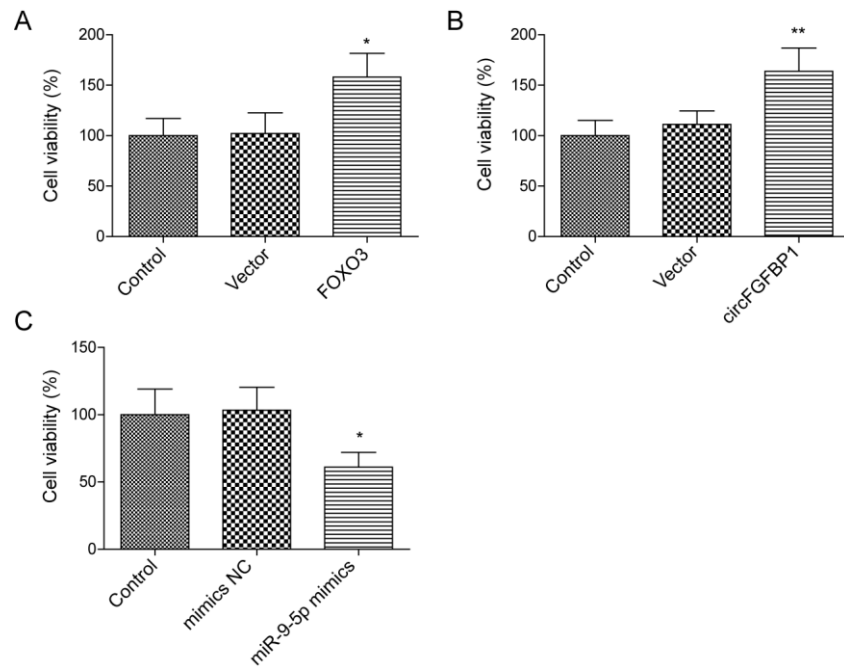 A
Cell viability (%)
200
150
100
50
0
*
Control
Vector
FOXO3
B
Cell viability (%)
200
150
100
50
0
**
Control
Vector
circFGFBP1
C
Cell viability (%)
150
100
50
0
*
Control
mimics NC
miR-9-5p mimics